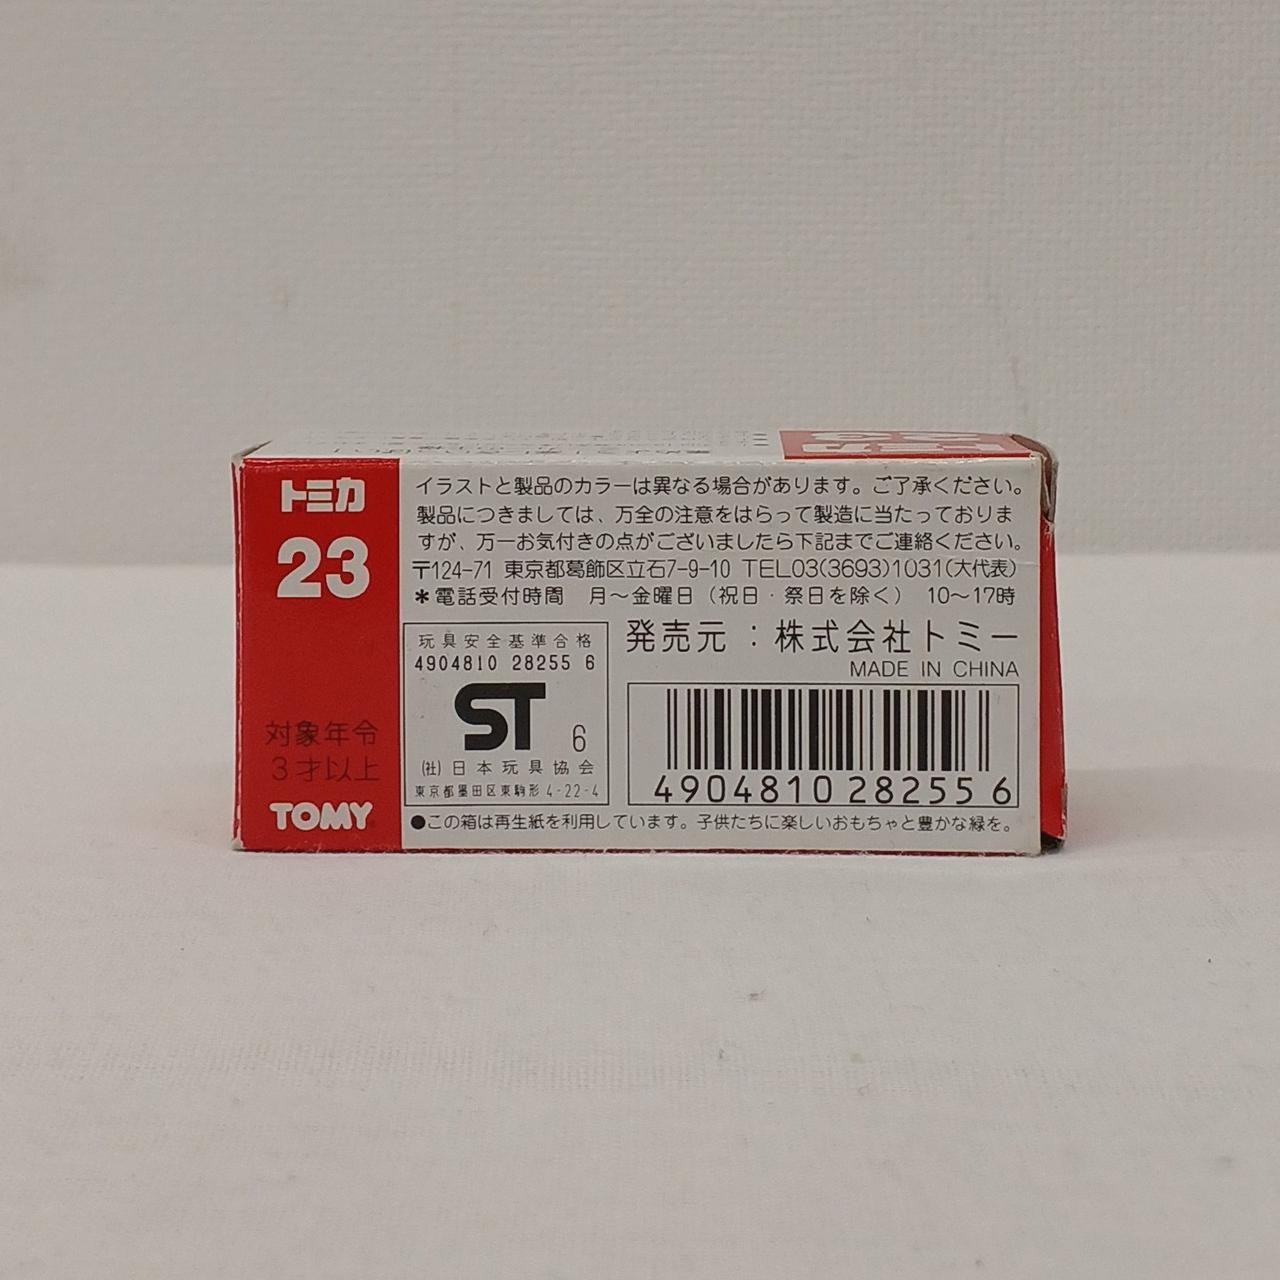 トミカ
23
対象年令
3才以上
TOMY
イラストと製品のカラーは異なる場合があります。ご了承ください。
製品につきましては、万全の注意をはらって製造に当たっておりま
すが、万一お気付きの点がございましたら下記までご連絡ください。
〒124-71 東京都葛飾区立石7-9-10 TEL03(3693)1031(大代表)
*電話受付時間 月〜金曜日（祝日・祭日を除く） 10〜17時
玩具安全基準合格
4904810 28255 6
ST 6
(社)日本玩具協会
東京都墨田区東駒形4-22-4
発売元：株式会社トミー
MADE IN CHINA
4904810 282556
●この箱は再生紙を利用しています。子供たちに楽しいおもちゃと豊かな緑を。